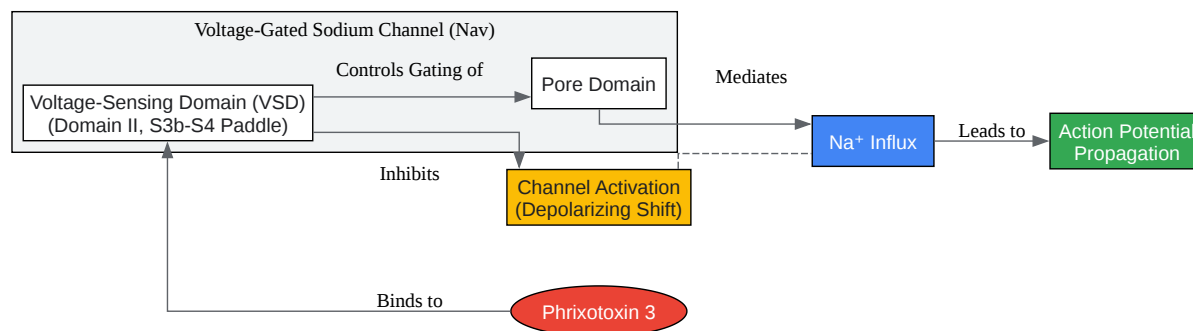 Voltage-Gated Sodium Channel (Nav)
Controls Gating of
Pore Domain
Mediates
Voltage-Sensing Domain (VSD)
(Domain II, S3b-S4 Paddle)
Na⁺ Influx
Leads to
Action Potential
Propagation
Inhibits
Channel Activation
(Depolarizing Shift)
Binds to
Phrixotoxin 3